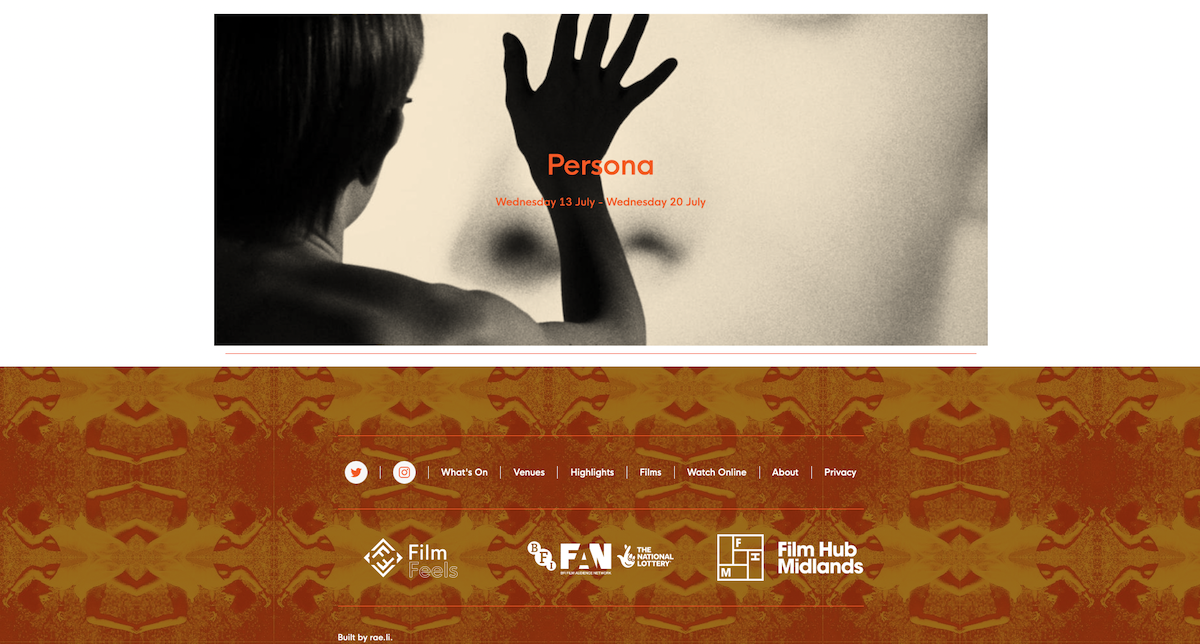 Persona
Wednesday 13 July - Wednesday 20 July
What's On
Venues
Highlights
Films
Watch Online
About
Privacy
Film
Feels
BFI FAN
BFI FILM AUDIENCE NETWORK
THE
NATIONAL
LOTTERY
F
H
M
Film Hub
Midlands
Built by rae.li.